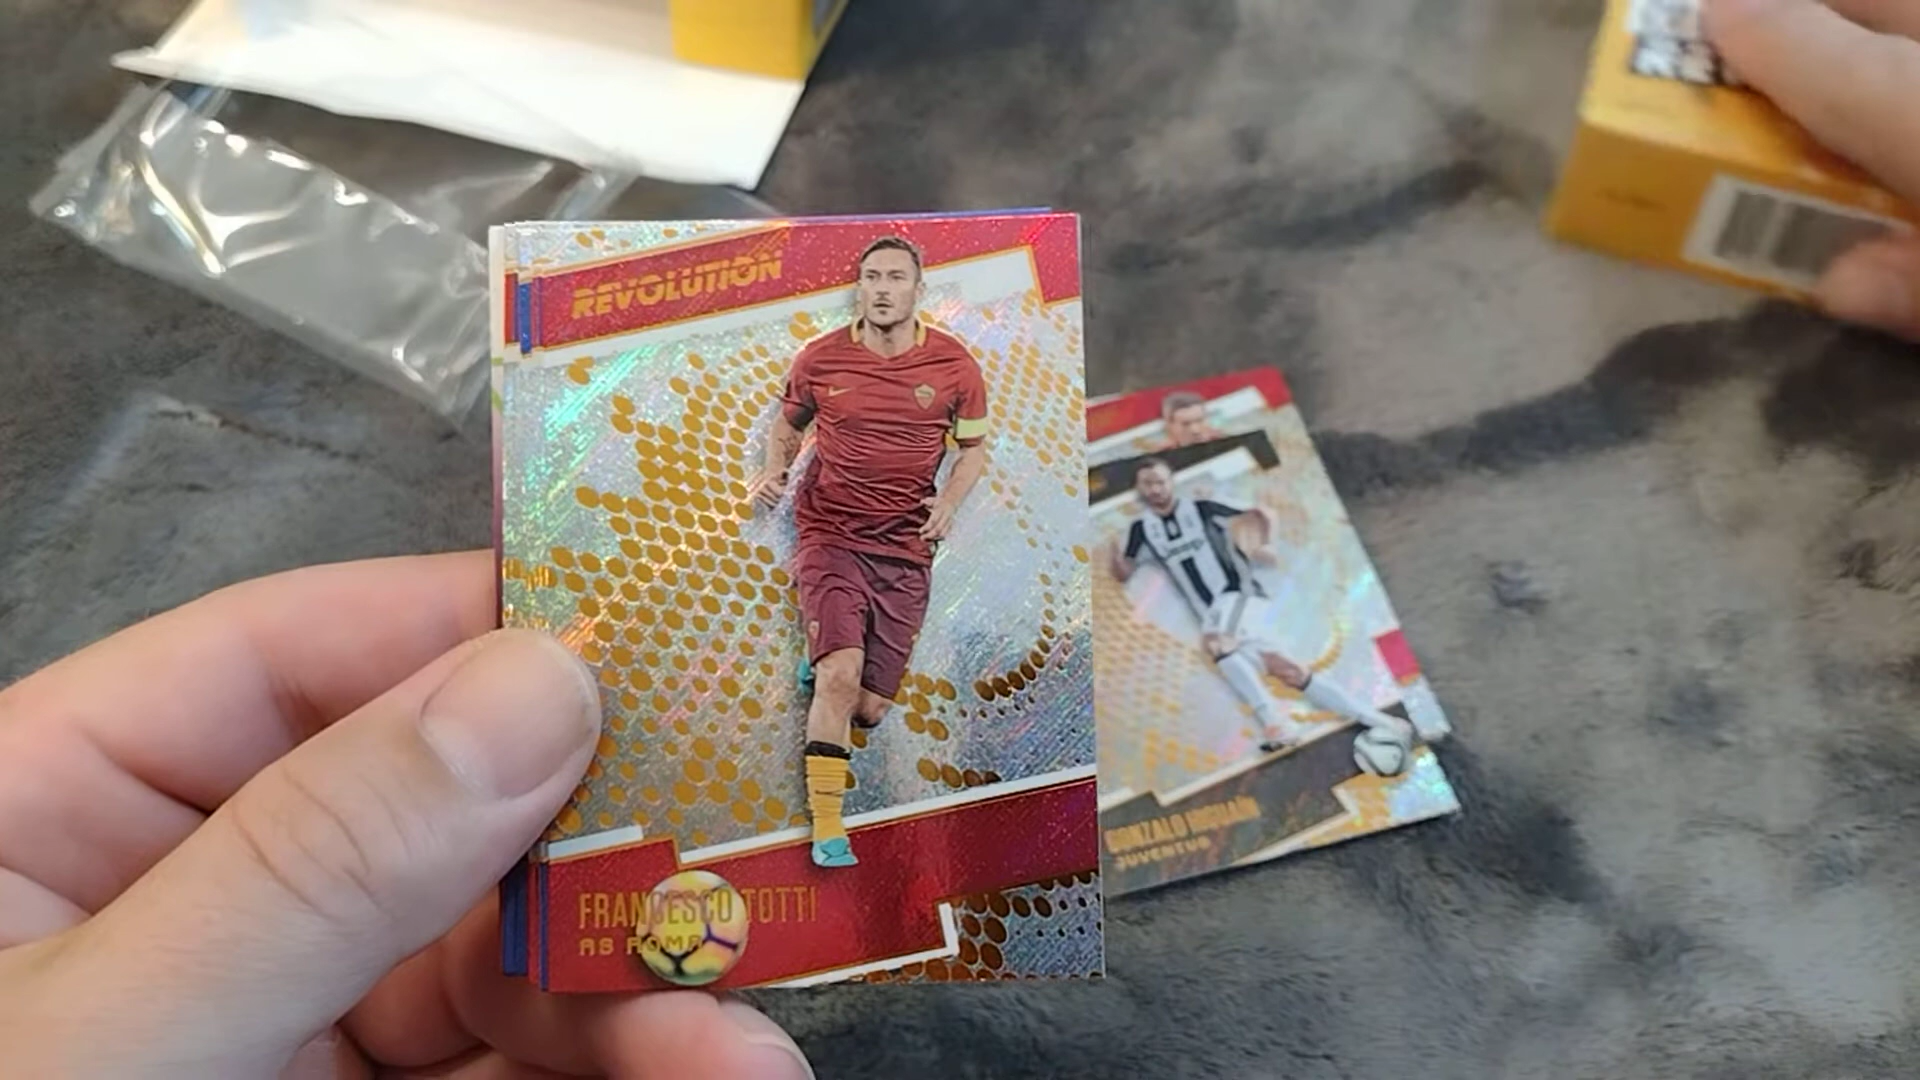 REVOLUTION
FRANCESCO TOTTI
AS ROMA
GONZALO HIGUAÍN
JUVENTUS